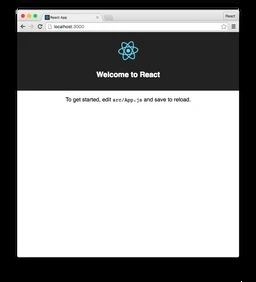 React App
React
localhost:3000
Welcome to React
To get started, edit src/App.js and save to reload.